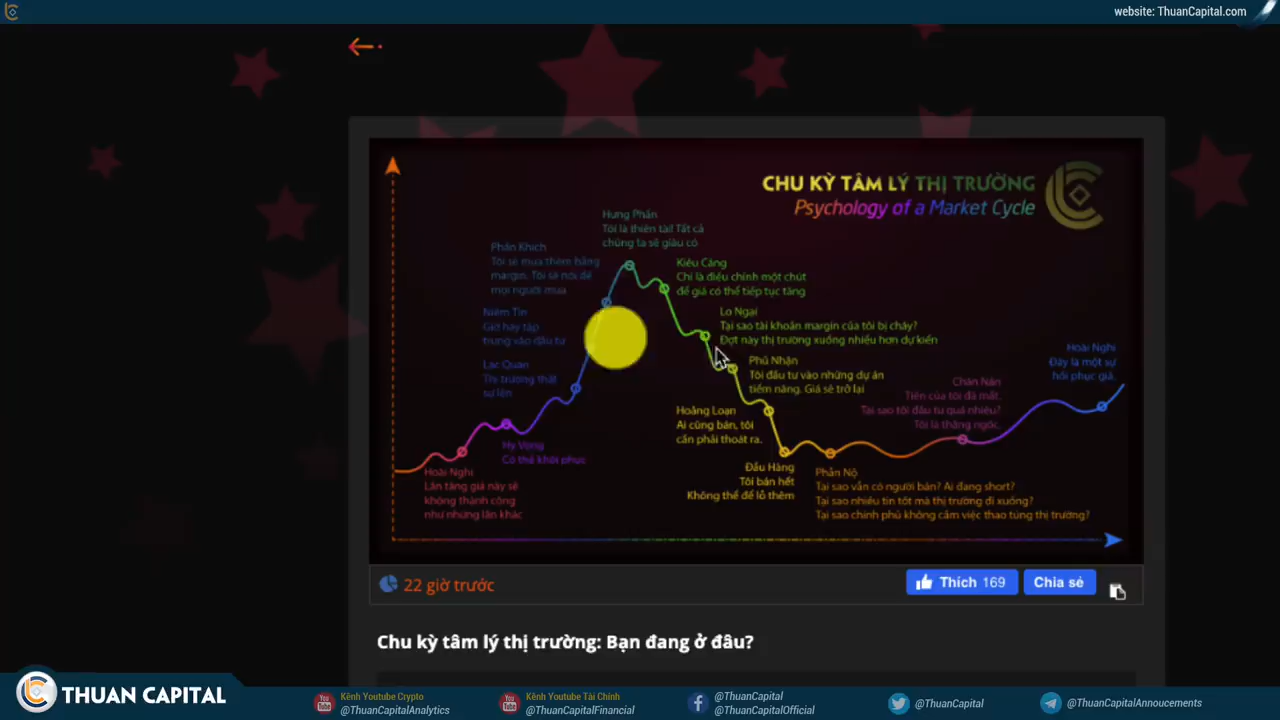 website: ThuanCapital.com
CHU KỲ TÂM LÝ THỊ TRƯỜNG
Psychology of a Market Cycle
Hưng Phấn
Tôi là thiên tài! Tất cả
chúng ta sẽ giàu có
Phấn Khích
Tôi sẽ mua thêm bằng
margin. Tôi sẽ nói để
mọi người mua
Kiêu Căng
Chỉ là điều chỉnh một chút
để giá có thể tiếp tục tăng
Niềm Tin
Giờ hãy tập
trung vào đầu tư
Lo Ngại
Tại sao tài khoản margin của tôi bị cháy?
Đợt này thị trường xuống nhiều hơn dự kiến
Lạc Quan
Thị trường thật
sự lên
Phủ Nhận
Tôi đầu tư vào những dự án
tiềm năng. Giá sẽ trở lại
Hoài Nghi
Đây là một sự
hồi phục giả.
Chán Nản
Tiền của tôi đã mất.
Tại sao tôi đầu tư quá nhiều?
Tôi là thằng ngốc.
Hoảng Loạn
Ai cũng bán, tôi
cần phải thoát ra.
Hy Vọng
Có thể khôi phục
Hoài Nghi
Lần tăng giá này sẽ
không thành công
như những lần khác
Đầu Hàng
Tôi bán hết
Không thể để lỗ thêm
Phẫn Nộ
Tại sao vẫn có người bán? Ai đang short?
Tại sao nhiều tin tốt mà thị trường đi xuống?
Tại sao chính phủ không cấm việc thao túng thị trường?
22 giờ trước
Thích 169
Chia sẻ
Chu kỳ tâm lý thị trường: Bạn đang ở đâu?
THUAN CAPITAL
Kênh Youtube Crypto
@ThuanCapitalAnalytics
Kênh Youtube Tài Chính
@ThuanCapitalFinancial
@ThuanCapital
@ThuanCapitalOfficial
@ThuanCapital
@ThuanCapitalAnnoucements